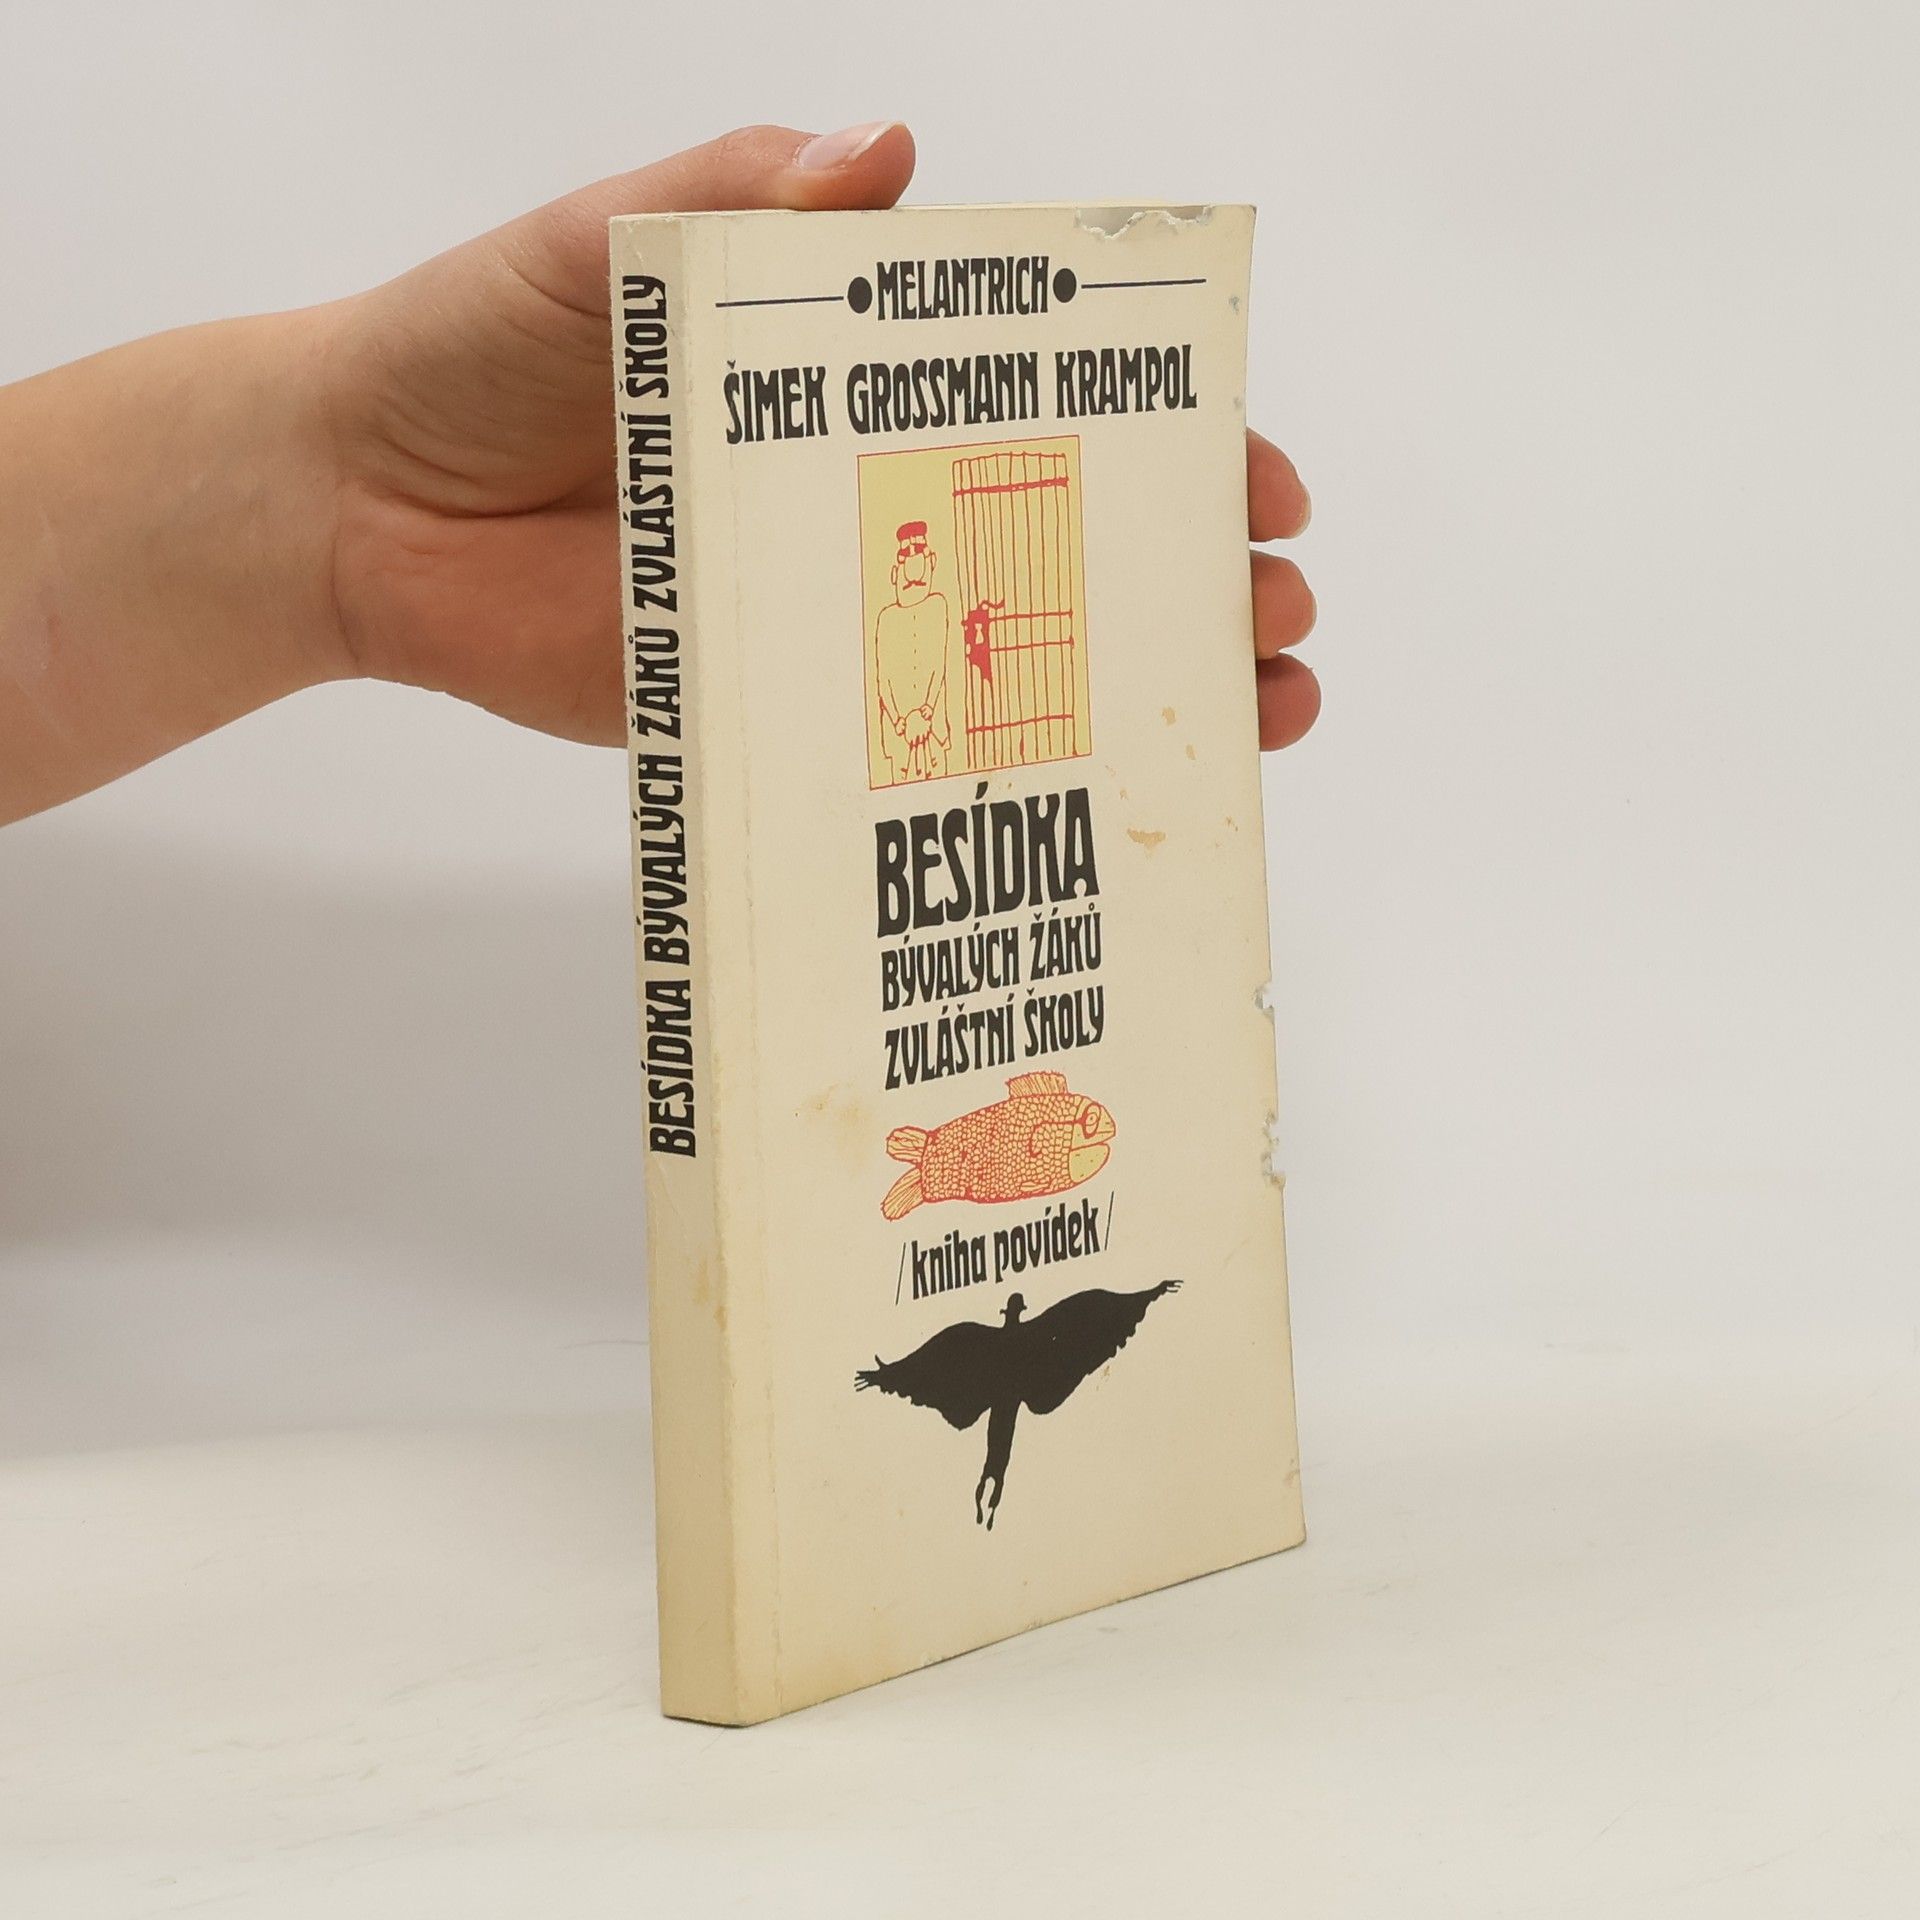 BESÍDKA BÝVALÝCH ŽÁKŮ ZVLÁŠTNÍ ŠKOLY
MELANTRICH
ŠIMEK GROSSMANN KRAMPOL
BESÍDKA
BÝVALÝCH ŽÁKŮ
ZVLÁŠTNÍ ŠKOLY
/kniha povídek/